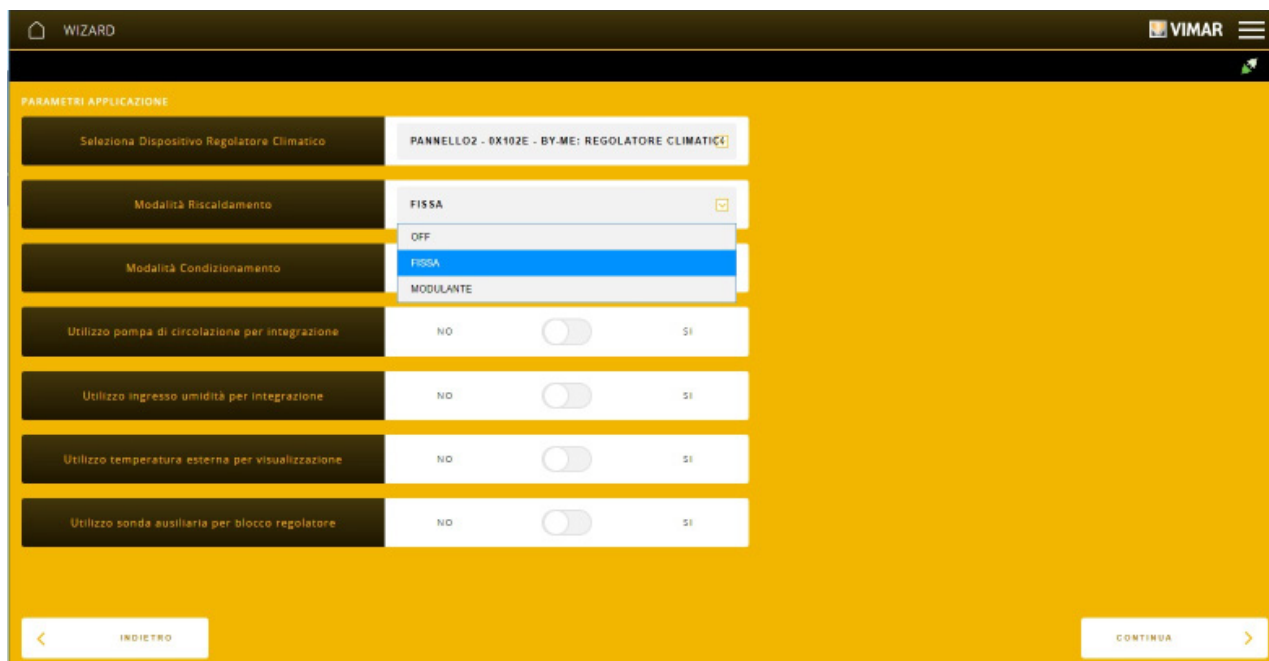 WIZARD
VIMAR
PARAMETRI APPLICAZIONE
Seleziona Dispositivo Regolatore Climatico
PANNELLO2 - 0X102E - BY-ME: REGOLATORE CLIMATIC
Modalità Riscaldamento
FISSA
OFF
FISSA
MODULANTE
Modalità Condizionamento
Utilizzo pompa di circolazione per integrazione
NO
SI
Utilizzo ingresso umidità per integrazione
NO
SI
Utilizzo temperatura esterna per visualizzazione
NO
SI
Utilizzo sonda ausiliaria per blocco regolatore
NO
SI
INDIETRO
CONTINUA